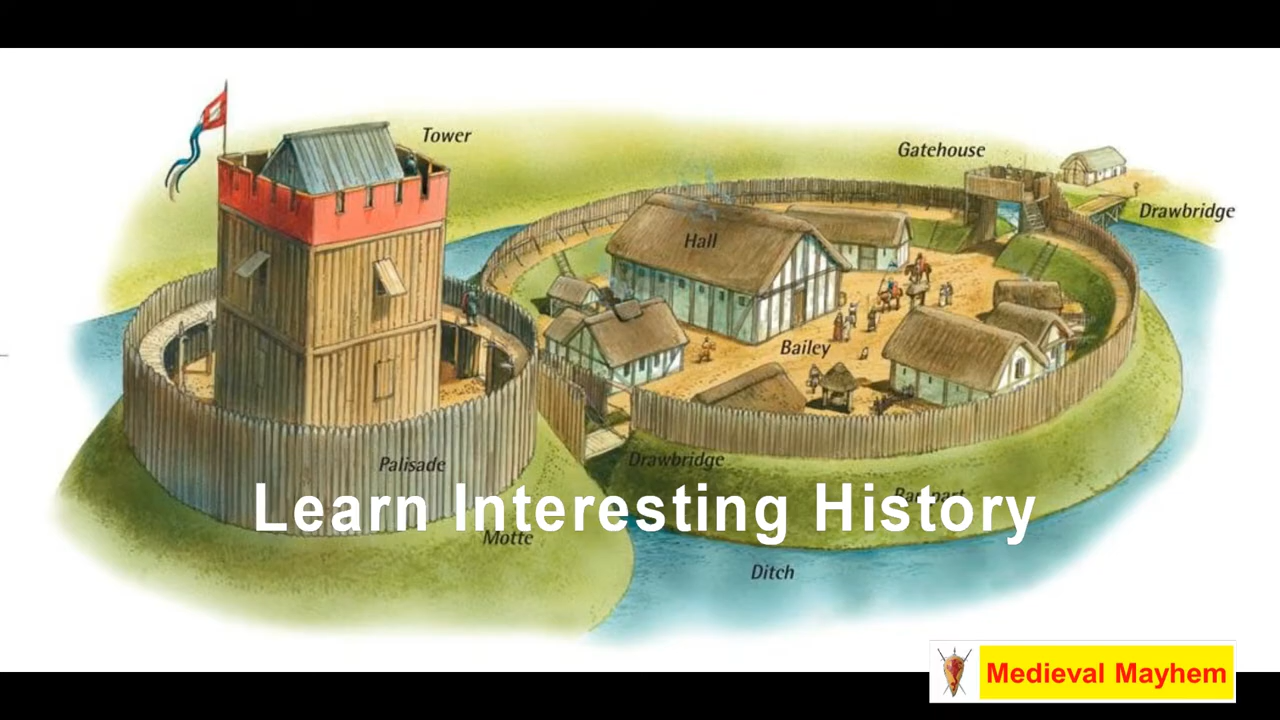 Tower
Gatehouse
Drawbridge
Hall
Bailey
Drawbridge
Palisade
Learn Interesting History
Motte
Ditch
Medieval Mayhem